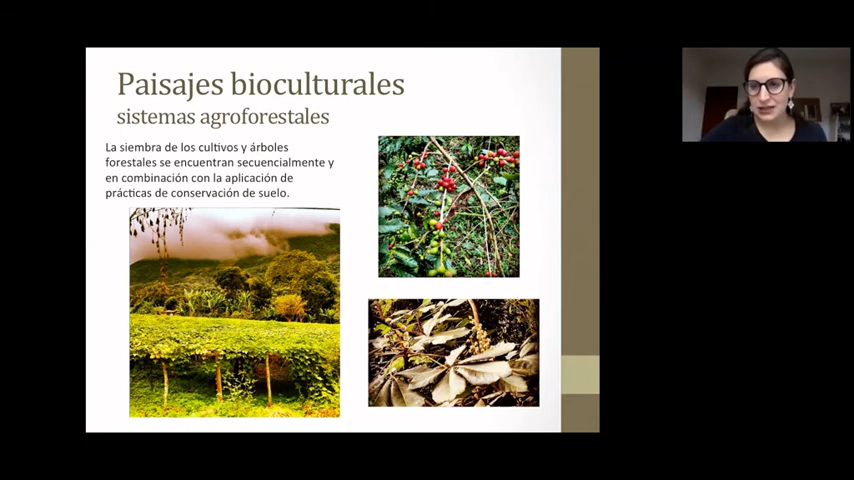 Paisajes bioculturales
sistemas agroforestales
La siembra de los cultivos y árboles
forestales se encuentran secuencialmente y
en combinación con la aplicación de
prácticas de conservación de suelo.